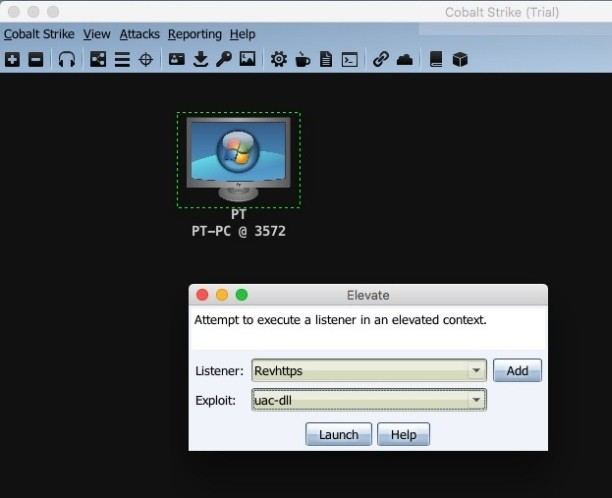 Cobalt Strike (Trial)
Cobalt Strike View Attacks Reporting Help
PT
PT-PC @ 3572
Elevate
Attempt to execute a listener in an elevated context.
Listener: Revhttps Add
Exploit: uac-dll
Launch Help